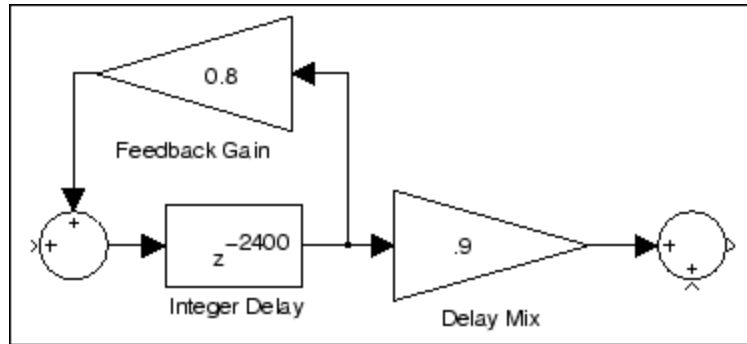 0.8
Feedback Gain
+
+
z-2400
.9
+
+
Integer Delay
Delay Mix